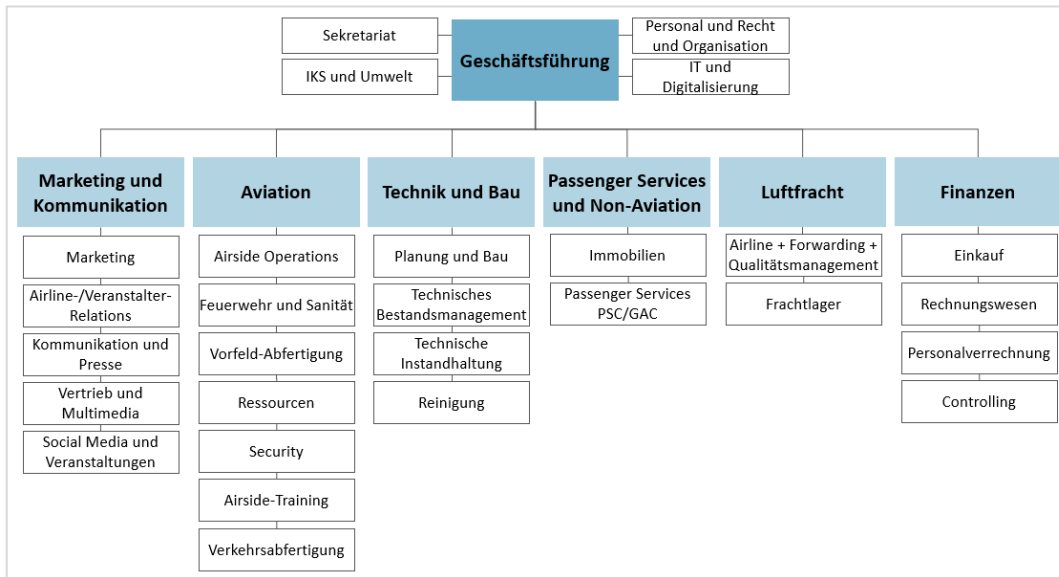 Sekretariat
Geschäftsführung
Personal und Recht
und Organisation
IKS und Umwelt
IT und
Digitalisierung
Marketing und
Kommunikation
Aviation
Technik und Bau
Passenger Services
und Non-Aviation
Luftfracht
Finanzen
Marketing
Airline-/Veranstalter-
Relations
Kommunikation und
Presse
Vertrieb und
Multimedia
Social Media und
Veranstaltungen
Airside Operations
Feuerwehr und Sanität
Vorfeld-Abfertigung
Ressourcen
Security
Airside-Training
Verkehrsabfertigung
Planung und Bau
Technisches
Bestandsmanagement
Technische
Instandhaltung
Reinigung
Immobilien
Passenger Services
PSC/GAC
Airline + Forwarding +
Qualitätsmanagement
Frachtlager
Einkauf
Rechnungswesen
Personalverrechnung
Controlling